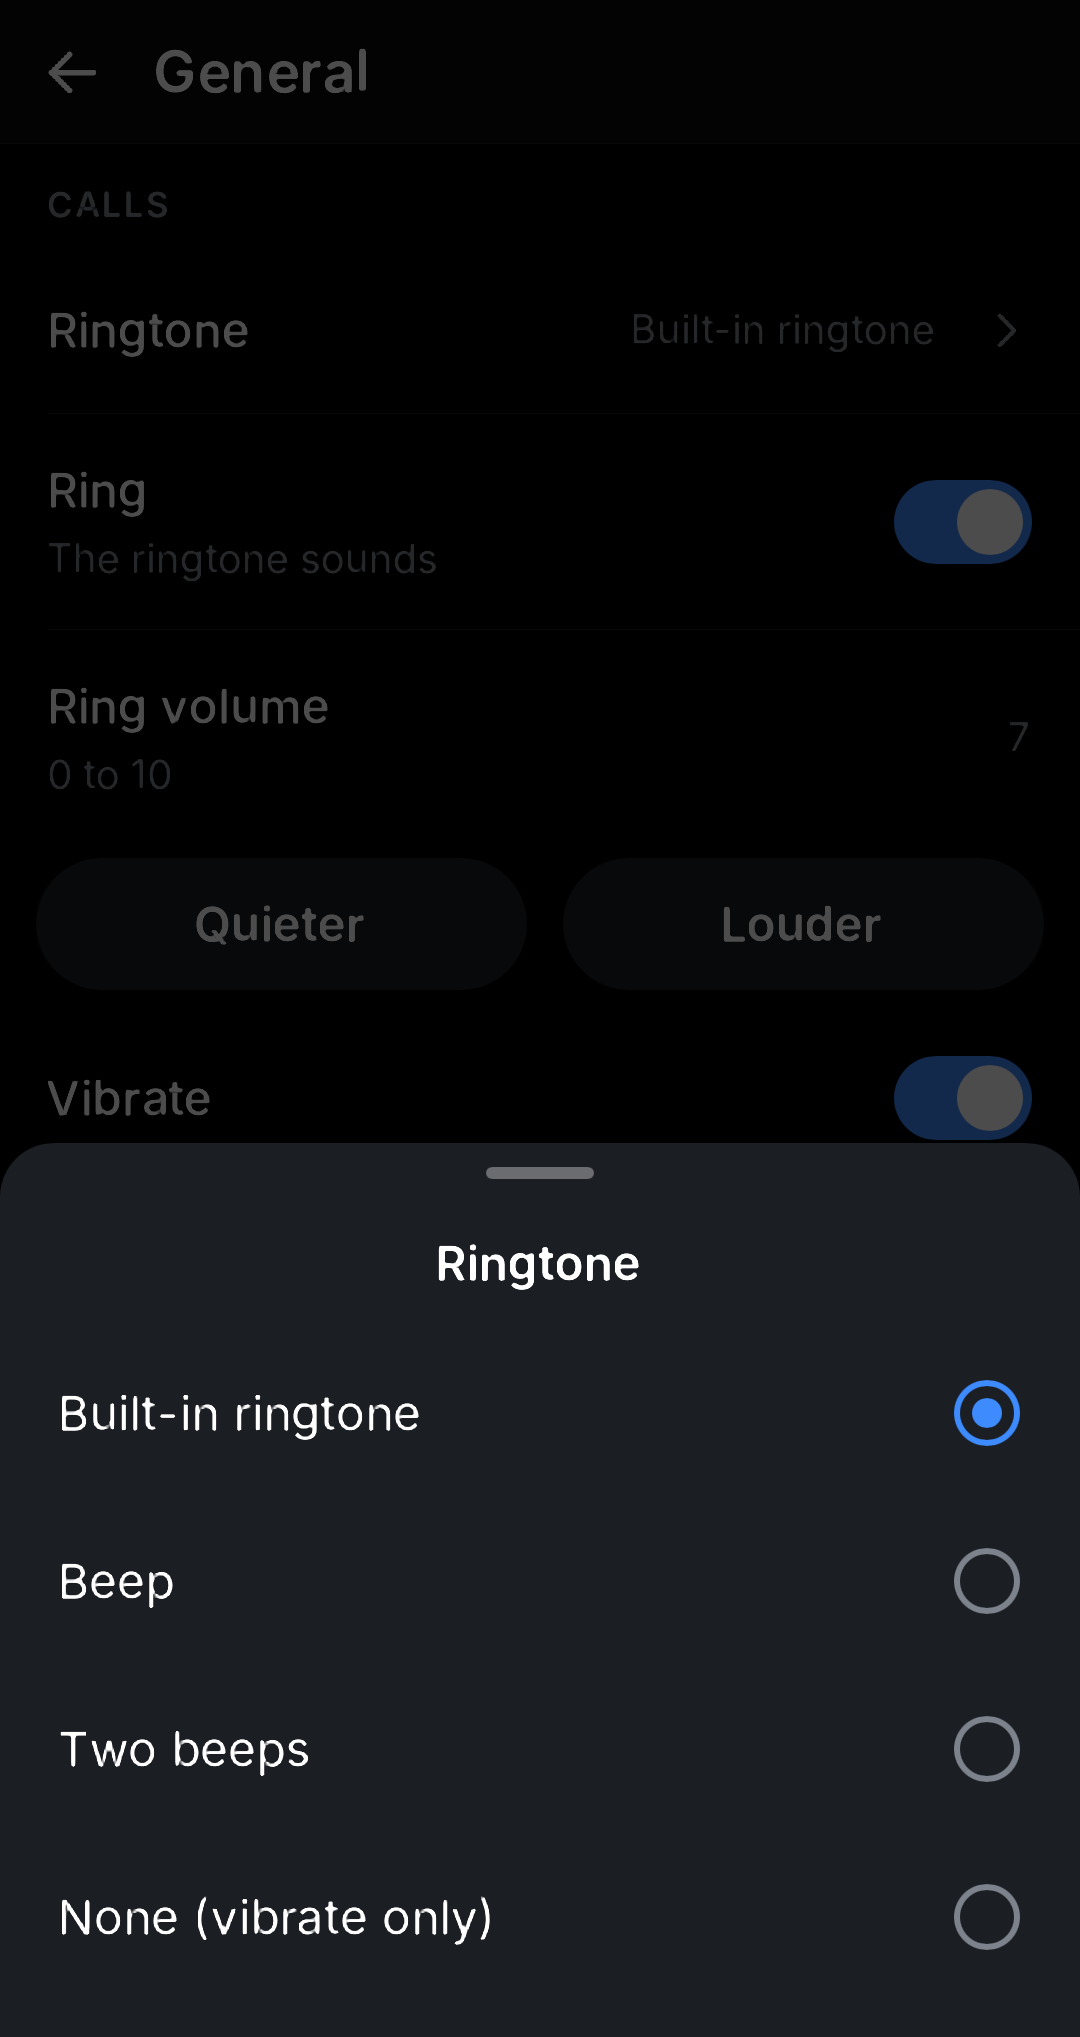 General
CALLS
Ringtone Built-in ringtone
Ring
The ringtone sounds
Ring volume
0 to 10
7
Quieter Louder
Vibrate
Ringtone
Built-in ringtone
Beep
Two beeps
None (vibrate only)